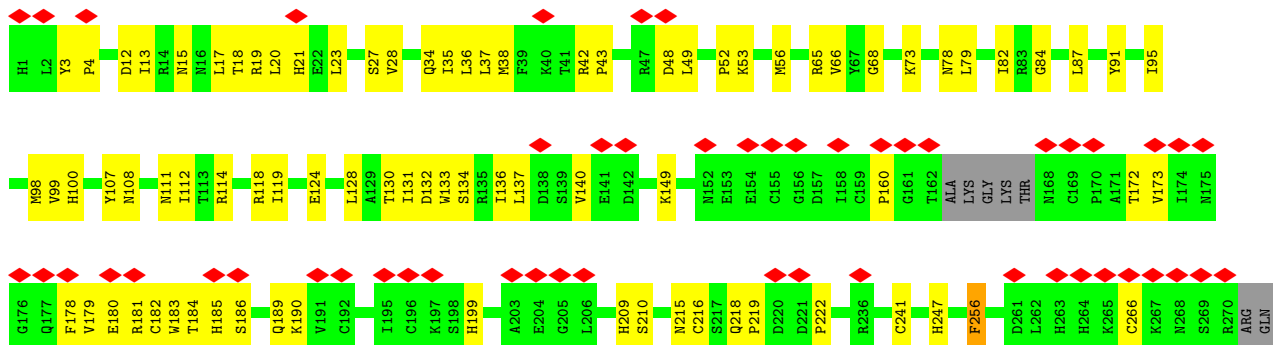 H1 L2 Y3 P4 D12 I13 R14 N15 N16 L17 T18 R19 L20 H21 E22 L23 S27 V28 Q34 I35 L36 L37 M38 F39 K40 T41 R42 P43 R47 D48 L49 P52 K53 M56 R65 V66 Y67 G68 K73 N78 L79 I82 R83 G84 L87 Y91 I95
M98 V99 H100 Y107 N108 N111 I112 T113 R114 R118 I119 E124 L128 A129 T130 I131 D132 W133 S134 R135 I136 L137 D138 S139 V140 E141 D142 K149 N152 E153 E154 C155 G156 D157 I158 C159 P160 G161 T162 ALA LYS GLY LYS THR N168 C169 P170 A171 T172 V173 I174 N175
G176 Q177 F178 V179 E180 R181 C182 W183 T184 H185 S186 Q189 K190 V191 C192 I195 C196 K197 S198 H199 A203 E204 G205 L206 H209 S210 N215 C216 S217 Q218 P219 D220 D221 P222 R236 C241 H247 F256 D261 L262 H263 H264 K265 C266 K267 N268 S269 R270 ARG GLN